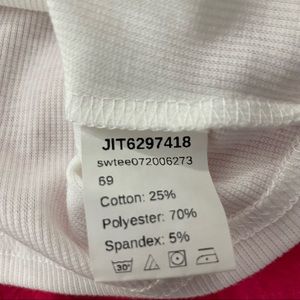 JIT6297418
swtee072006273
69
Cotton: 25%
Polyester: 70%
Spandex: 5%
30°